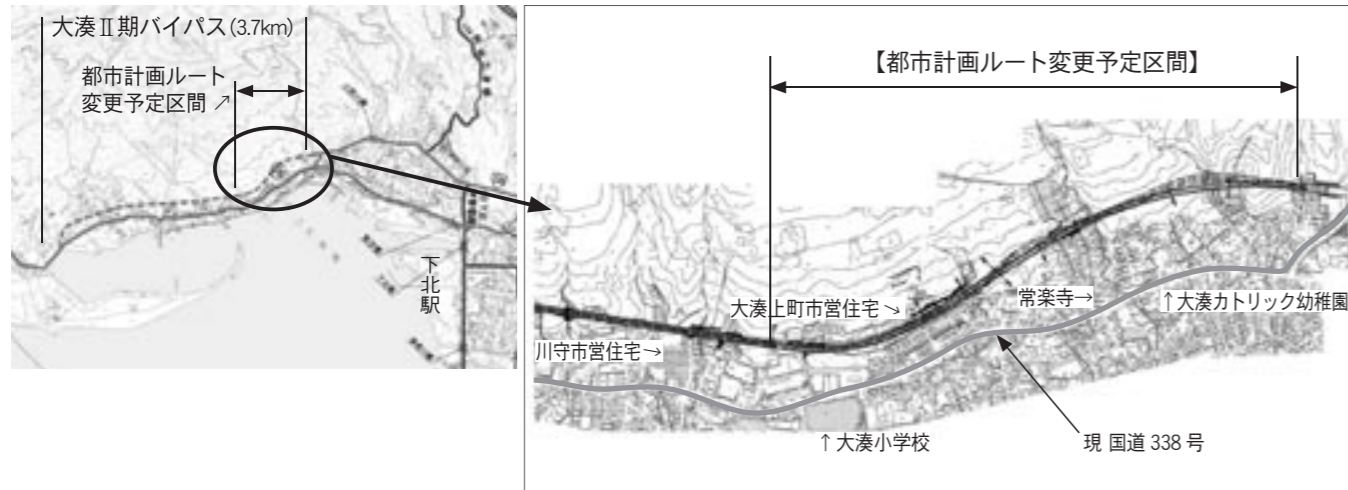 大湊Ⅱ期バイパス(3.7km)
都市計画ルート
変更予定区間↗
下北駅
【都市計画ルート変更予定区間】
大湊上町市営住宅↘
常楽寺→
↑大湊カトリック幼稚園
川守市営住宅→
↑大湊小学校
現 国道 338 号